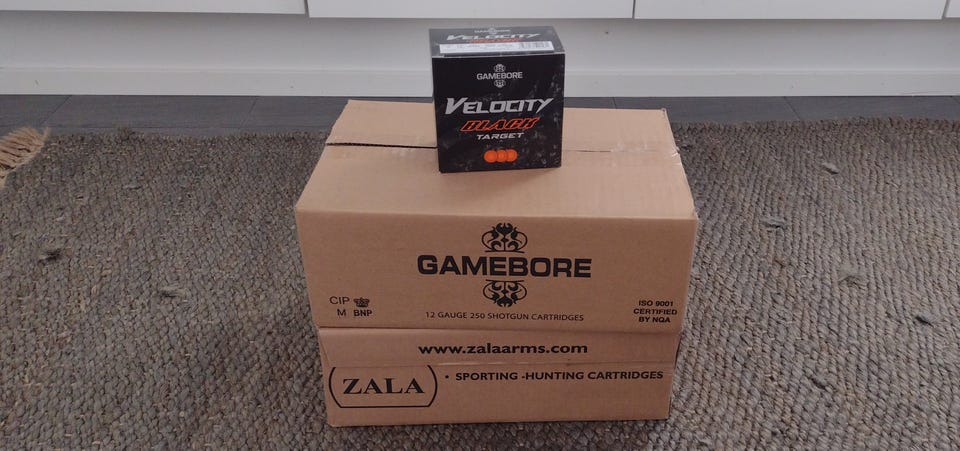 VELOCITY
GAMEBORE
VELOCITY
BLACK
TARGET
GAMEBORE
CIP
M BNP
12 GAUGE 250 SHOTGUN CARTRIDGES
ISO 9001
CERTIFIED
BY NQA
www.zalaarms.com
ZALA
• SPORTING -HUNTING CARTRIDGES